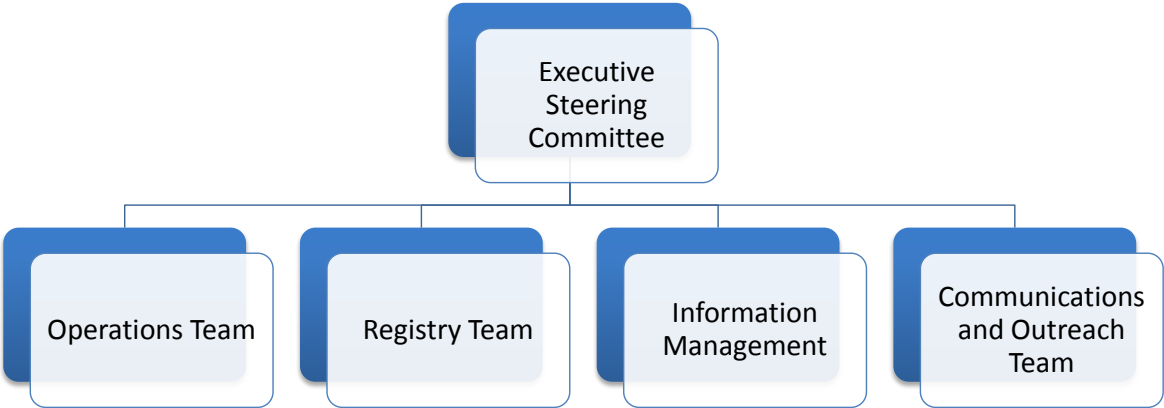 Executive
Steering
Committee
Operations Team
Registry Team
Information
Management
Communications
and Outreach
Team